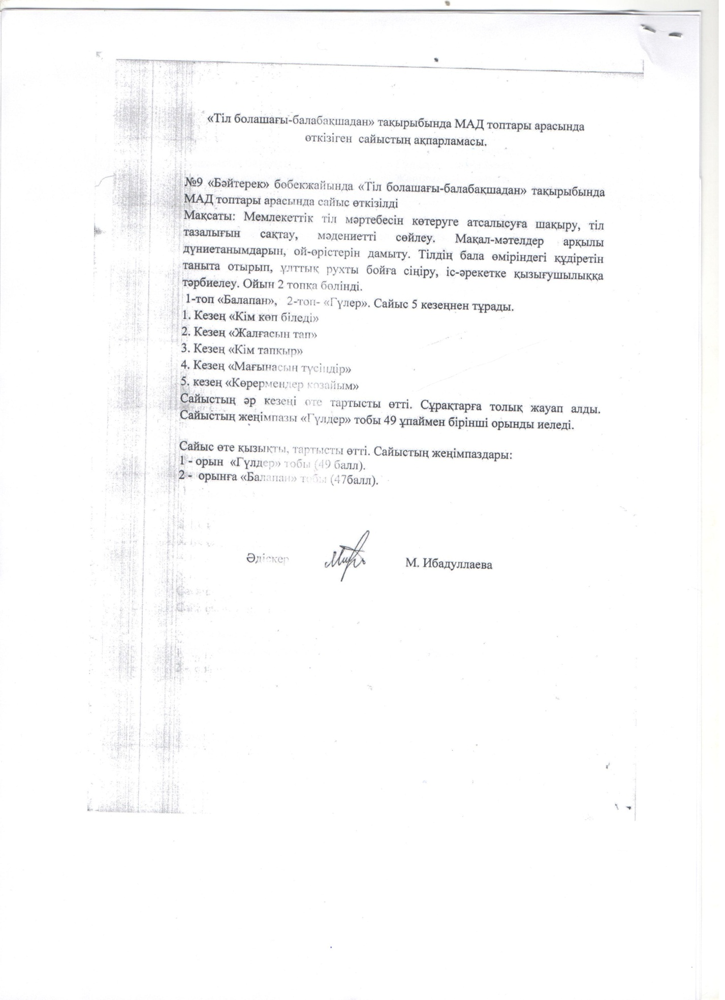 «Тіл болашағы-балабақшадан» тақырыбында МАД топтары арасында
өткізіген сайыстың ақпарламасы.
№9 «Бәйтерек» бөбекжайында «Тіл болашағы-балабақшадан» тақырыбында
МАД топтары арасында сайыс өткізілді
Мақсаты: Мемлекеттік тіл мәртебесін көтеруге атсалысуға шақыру, тіл
тазалығын сақтау, мәдениетті сөйлеу. Мақал-мәтелдер арқылы
дүниетанымдарын, ой-өрістерін дамыту. Тілдің бала өміріндегі құдіретін
таныта отырып, ұлттық рухты бойға сіңіру, іс-әрекетке қызығушылыққа
тәрбиелеу. Ойын 2 топқа бөлінді.
1-топ «Балапан», 2-топ- «Гүлер». Сайыс 5 кезеңнен тұрады.
1. Кезең «Кім көп біледі»
2. Кезең «Жалғасын тап»
3. Кезең «Кім тапқыр»
4. Кезең «Мағынасын түсіндір»
5. кезең «Көрермендер көзайым»
Сайыстың әр кезеңі өте тартысты өтті. Сұрақтарға толық жауап алды.
Сайыстың жеңімпазы «Гүлдер» тобы 49 ұпаймен бірінші орынды иеледі.
Сайыс өте қызықты, тартысты өтті. Сайыстың жеңімпаздары:
1 - орын «Гүлдер» тобы (49 балл).
2 - орынға «Балапан» тобы (47балл).
Әдіскер М. Ибадуллаева